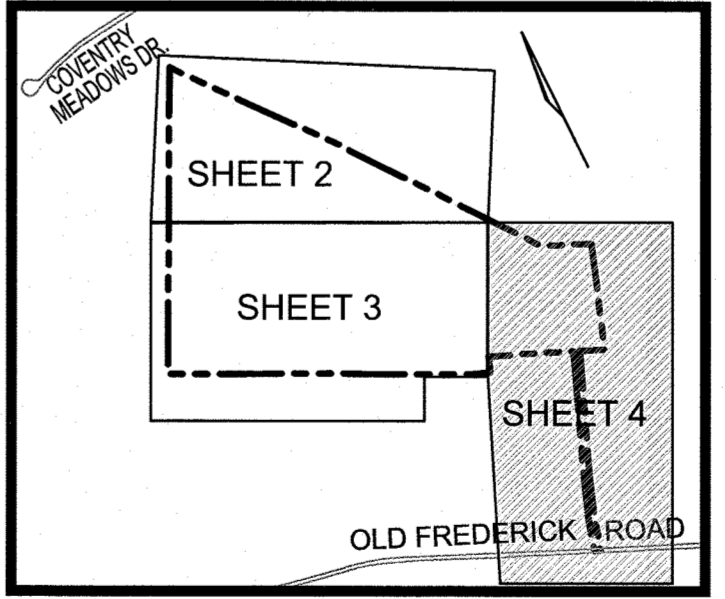 COVENTRY
MEADOWS DR.
SHEET 2
SHEET 3
SHEET 4
OLD FREDERICK ROAD